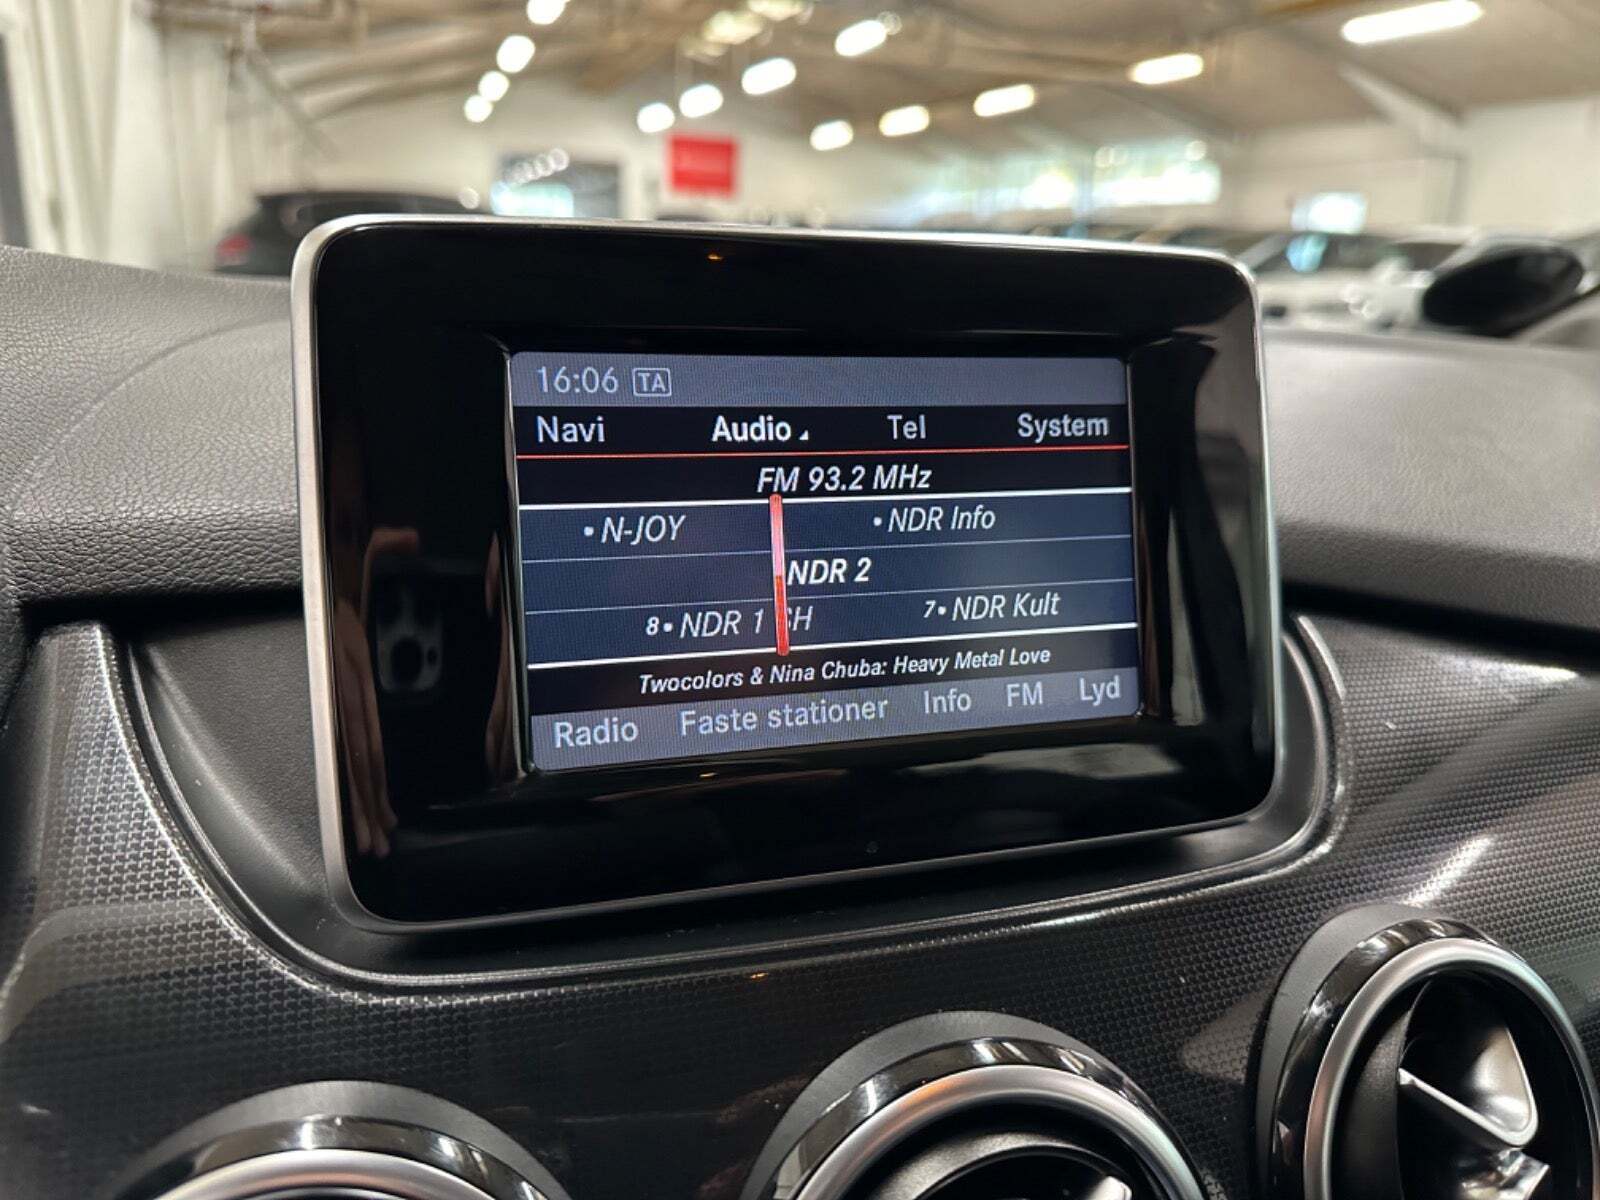 16:06 TA
Navi Audio Tel System
FM 93.2 MHz
• N-JOY • NDR Info
NDR 2
8• NDR 1 SH 7• NDR Kult
Twocolors & Nina Chuba: Heavy Metal Love
Radio Faste stationer Info FM Lyd